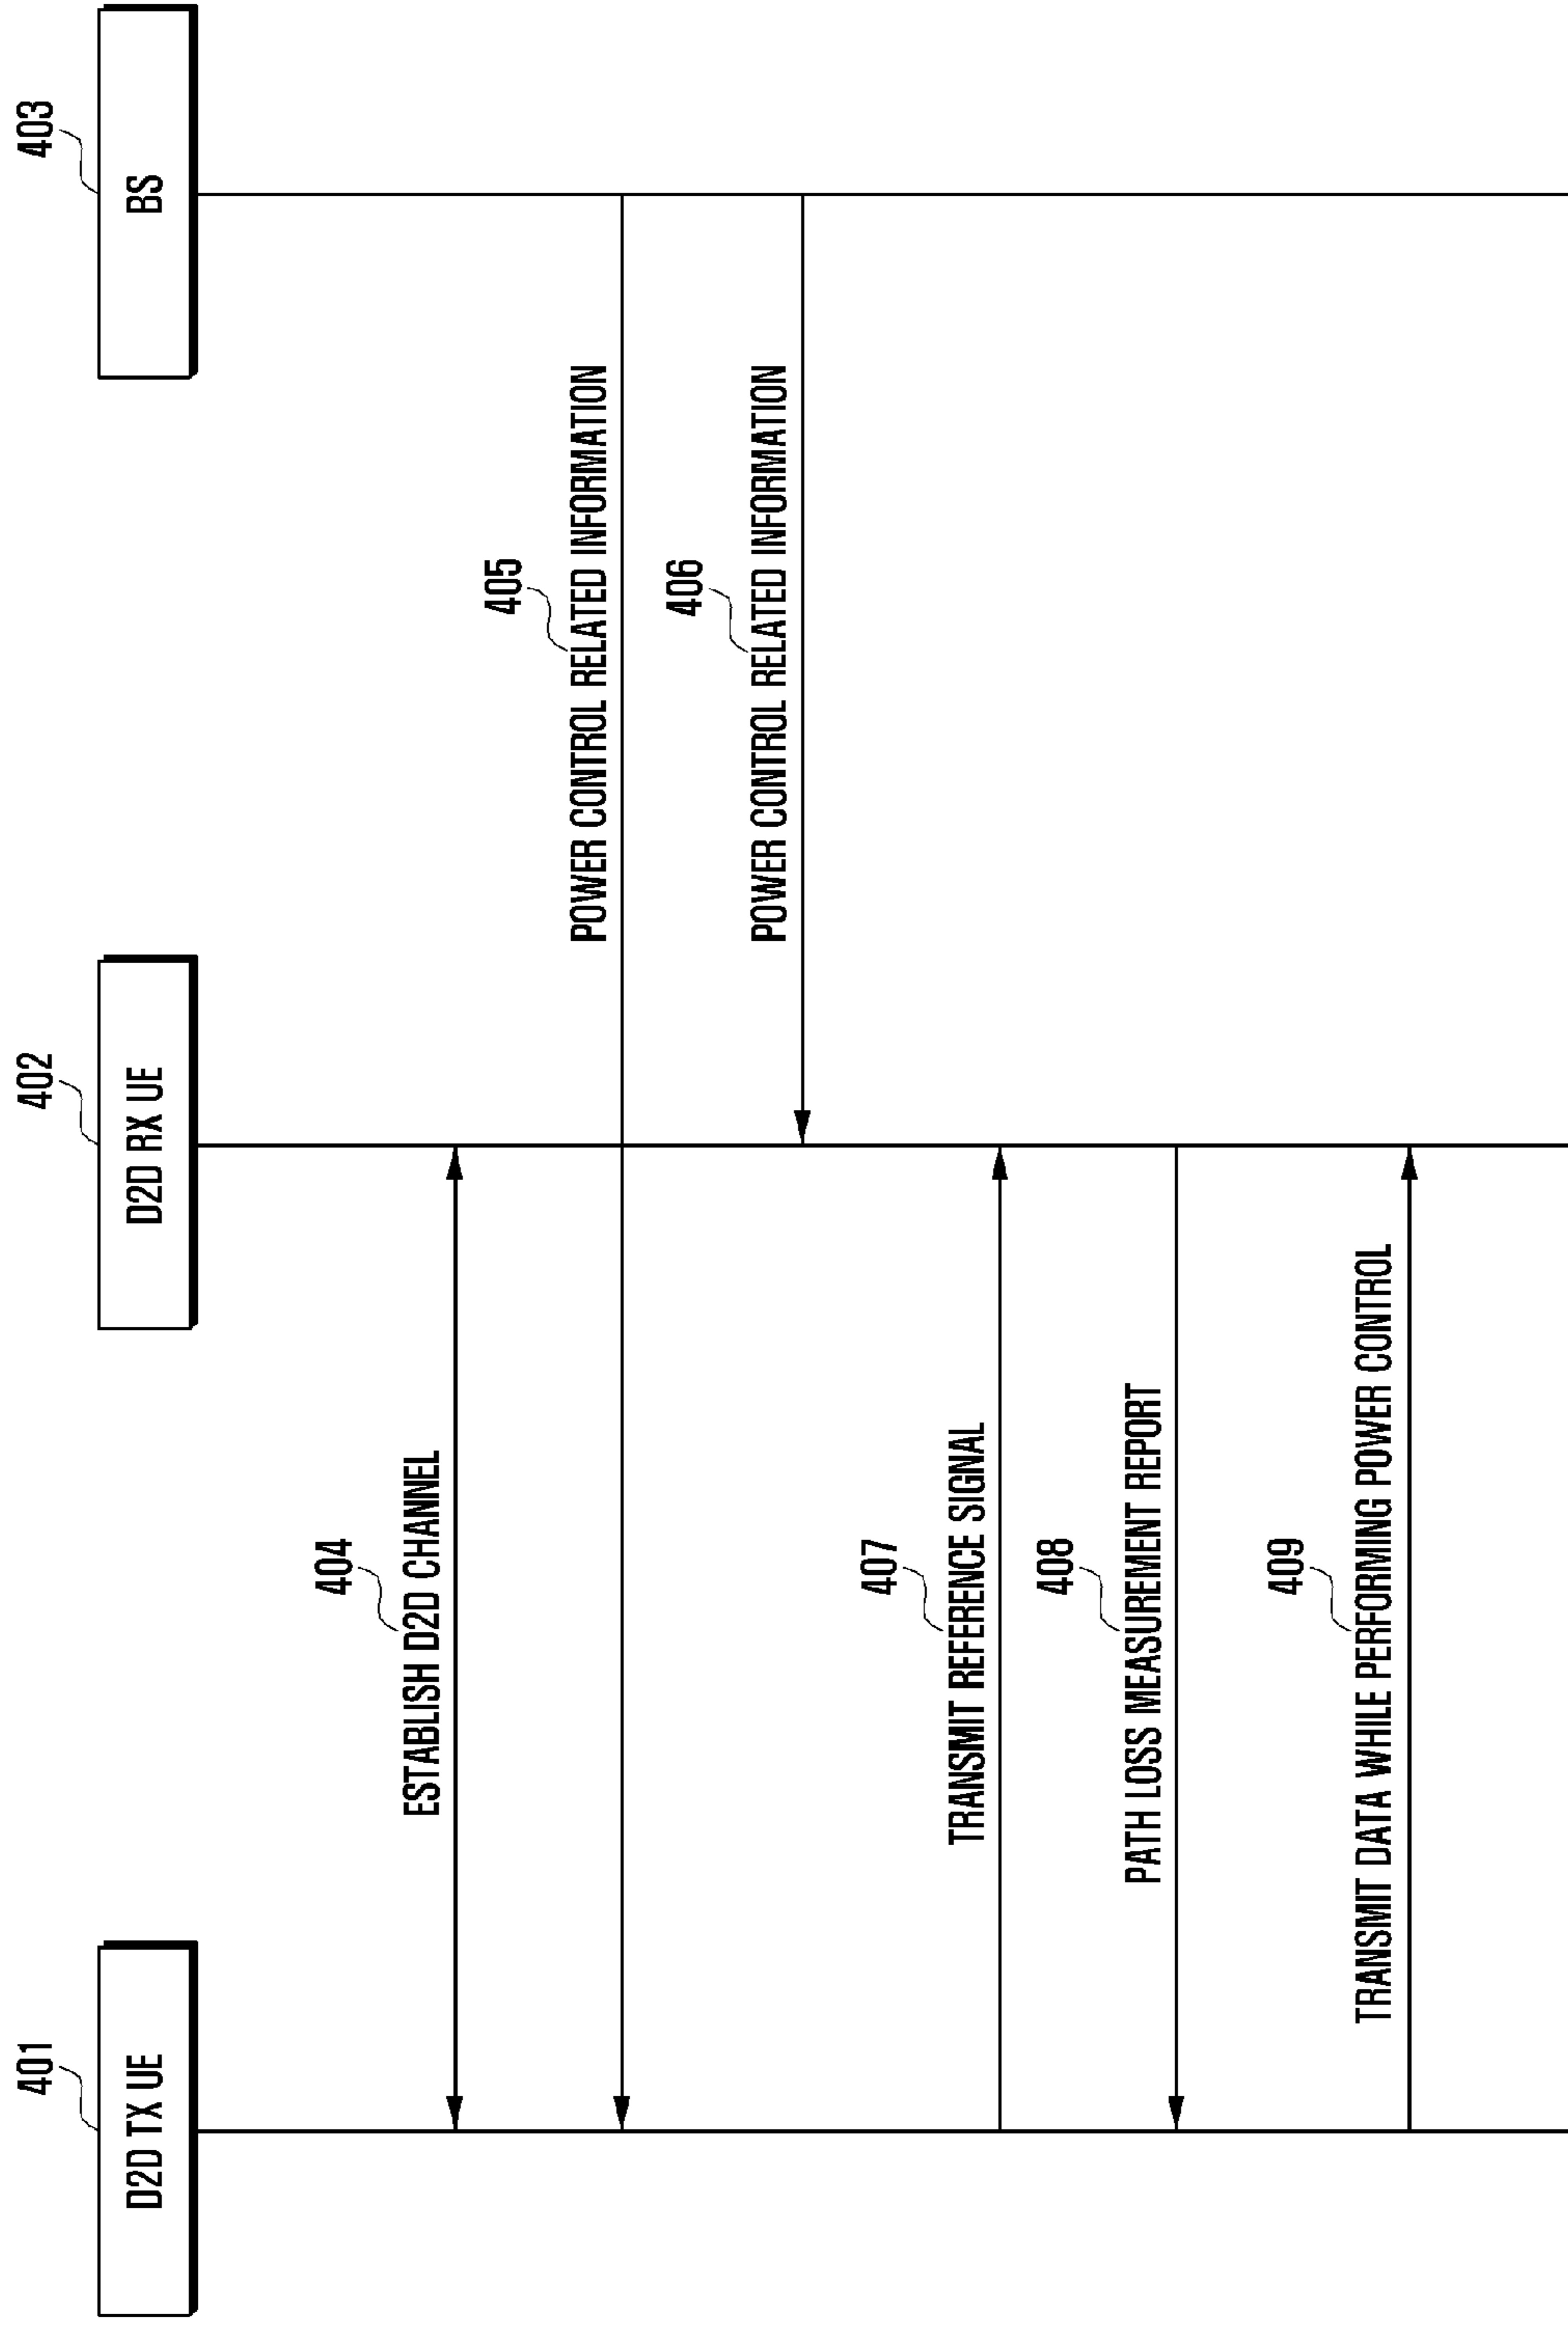 401
D2D TX UE
402
D2D RX UE
403
BS
404
ESTABLISH D2D CHANNEL
405
POWER CONTROL RELATED INFORMATION
406
POWER CONTROL RELATED INFORMATION
407
TRANSMIT REFERENCE SIGNAL
408
PATH LOSS MEASUREMENT REPORT
409
TRANSMIT DATA WHILE PERFORMING POWER CONTROL